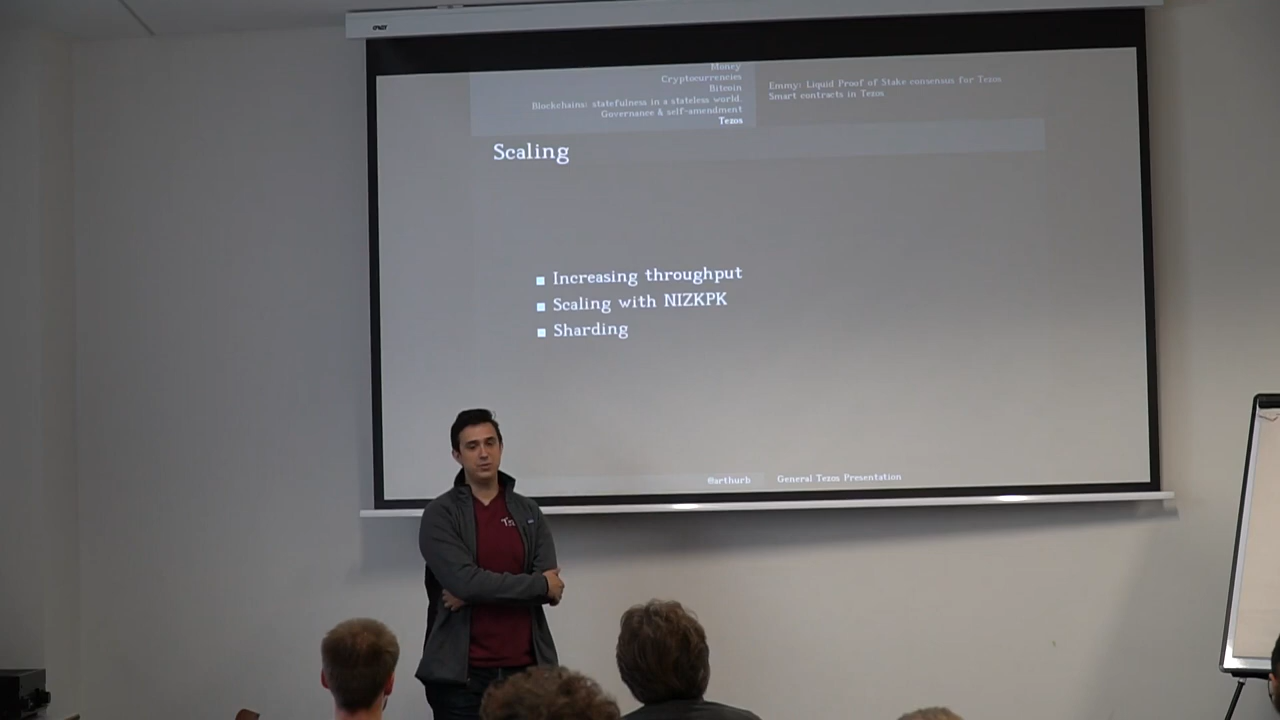 Money
Cryptocurrencies
Bitcoin
Blockchains: statefulness in a stateless world.
Governance & self-amendment
Tezos
Emmy: Liquid Proof of Stake consensus for Tezos
Smart contracts in Tezos
Scaling
Increasing throughput
Scaling with NIZKPK
Sharding
@arthurb
General Tezos Presentation